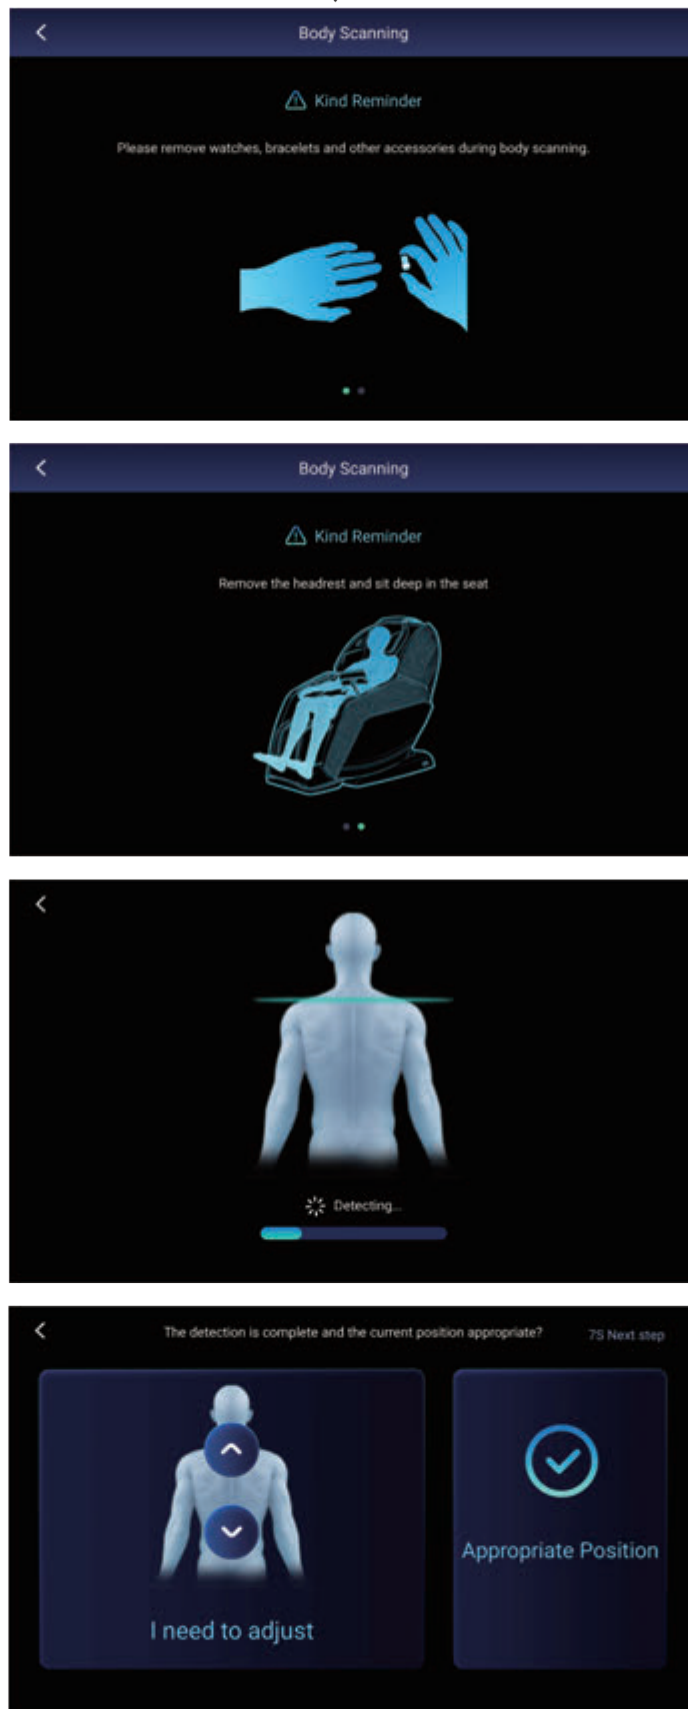 Body Scanning
Kind Reminder
Please remove watches, bracelets and other accessories during body scanning.
Body Scanning
Kind Reminder
Remove the headrest and sit deep in the seat
Detecting...
The detection is complete and the current position appropriate?
7S Next step
Appropriate Position
I need to adjust